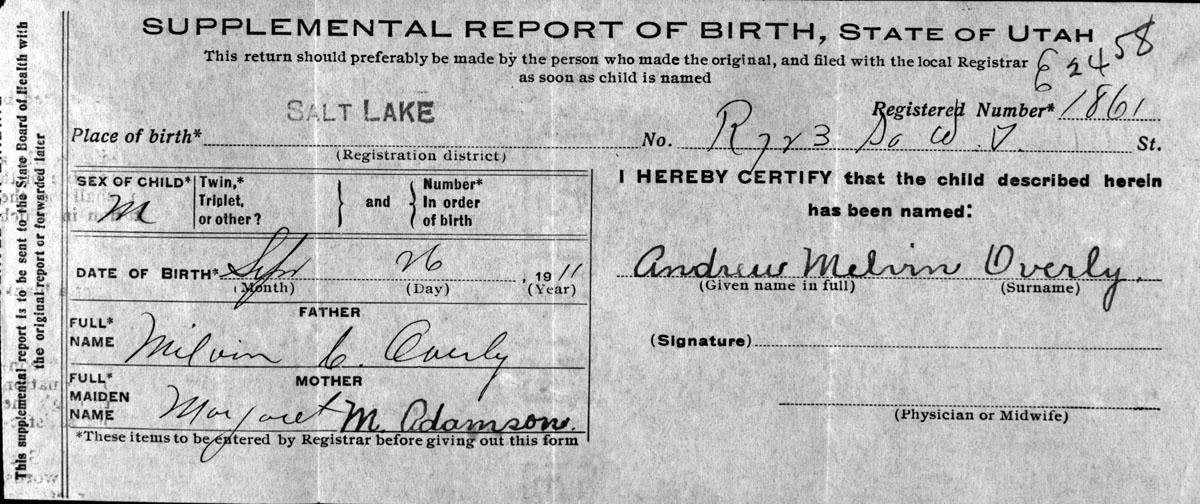 SUPPLEMENTAL REPORT OF BIRTH, STATE OF UTAH
This return should preferably be made by the person who made the original, and filed with the local Registrar
as soon as child is named
62458
SALT LAKE
Registered Number* 1861
Place of birth* No. St.
(Registration district)
SEX OF CHILD* M
Twin,* Triplet, or other? } and { Number* In order of birth
DATE OF BIRTH* Sep 26, 1911
(Month) (Day) (Year)
FATHER
FULL* NAME Milvin C. Overly
MOTHER
FULL* MAIDEN NAME Margaret M. Adamson.
*These items to be entered by Registrar before giving out this form
I HEREBY CERTIFY that the child described herein
has been named:
Andrew Melvin Overly.
(Given name in full) (Surname)
(Signature)
(Physician or Midwife)
This supplemental report is to be sent to the State Board of Health with
the original report or forwarded later